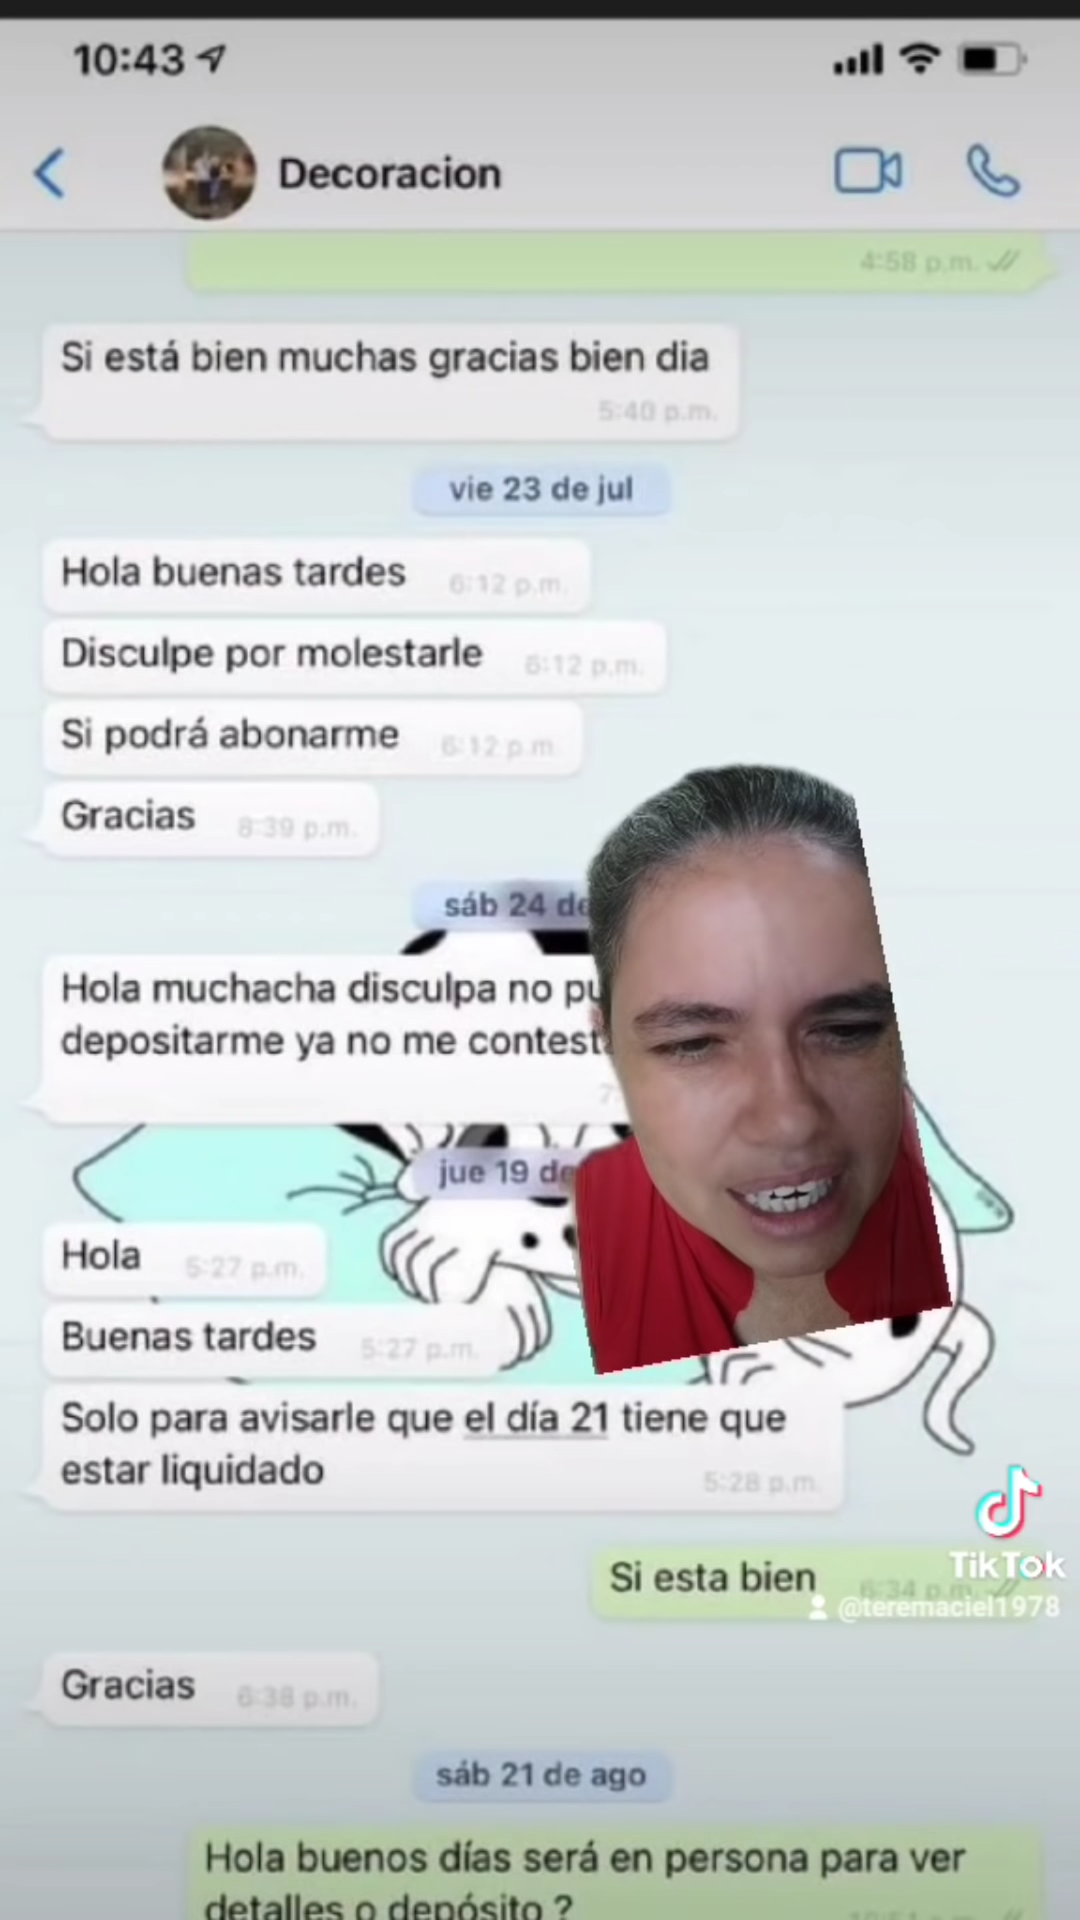 10:43
Decoracion
4:58 p.m.
Si está bien muchas gracias bien dia
5:40 p.m.
vie 23 de jul
Hola buenas tardes 6:12 p.m.
Disculpe por molestarle 6:12 p.m.
Si podrá abonarme 6:12 p.m.
Gracias 8:39 p.m.
sáb 24 de
Hola muchacha disculpa no
depositarme ya no me
jue 19 de
Hola 5:27 p.m.
Buenas tardes 5:27 p.m.
Solo para avisarle que el día 21 tiene que
estar liquidado
5:28 p.m.
TikTok
Si esta bien 6:34 p.m.
@teremaciel1978
Gracias 6:38 p.m.
sáb 21 de ago
Hola buenos días será en persona para ver
detalles o depósito ?